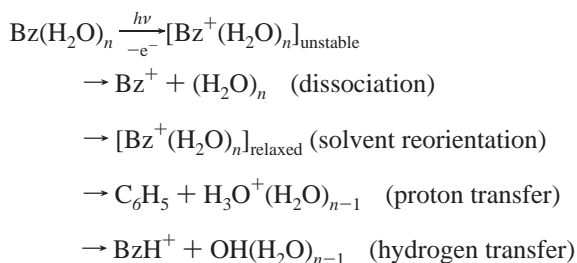 Bz(H₂O)ₙ —hν/−e⁻→ [Bz⁺(H₂O)ₙ]unstable
→ Bz⁺ + (H₂O)ₙ (dissociation)
→ [Bz⁺(H₂O)ₙ]relaxed (solvent reorientation)
→ C₆H₅ + H₃O⁺(H₂O)ₙ₋₁ (proton transfer)
→ BzH⁺ + OH(H₂O)ₙ₋₁ (hydrogen transfer)